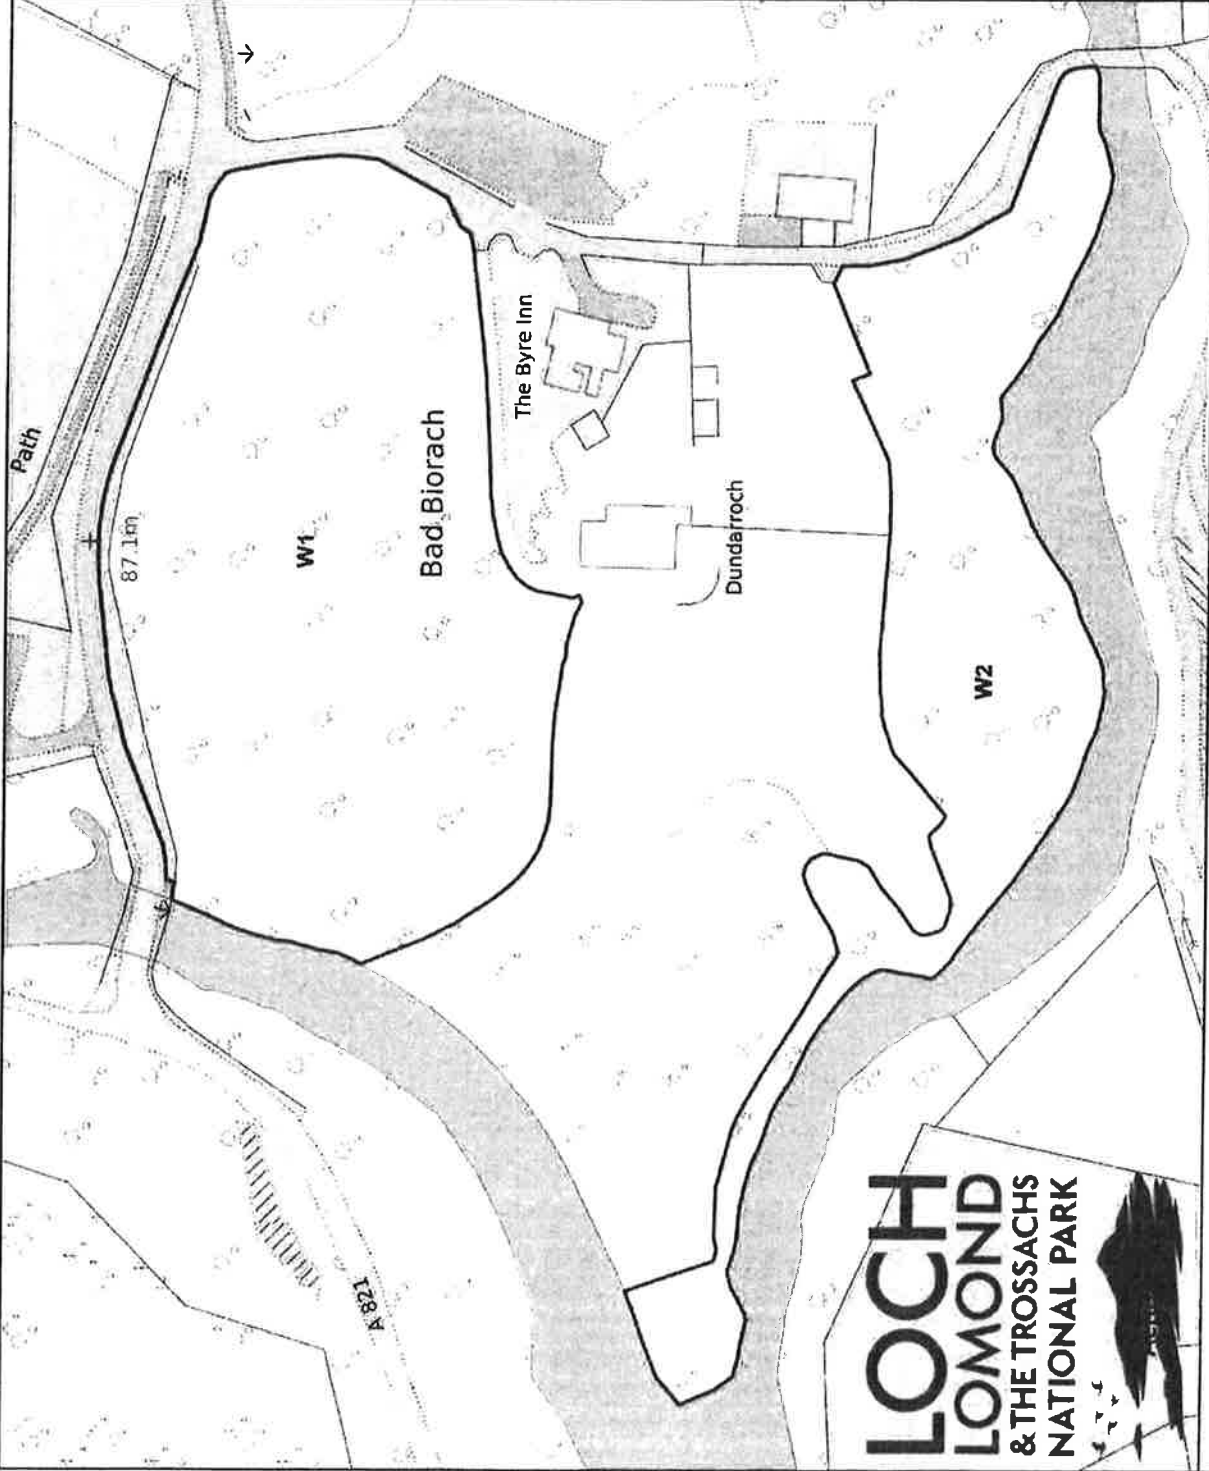 Path
87.1m
W1
Bad Biorach
The Byre Inn
Dundarroch
W2
A 821
LOCH
LOMOND
& THE TROSSACHS
NATIONAL PARK